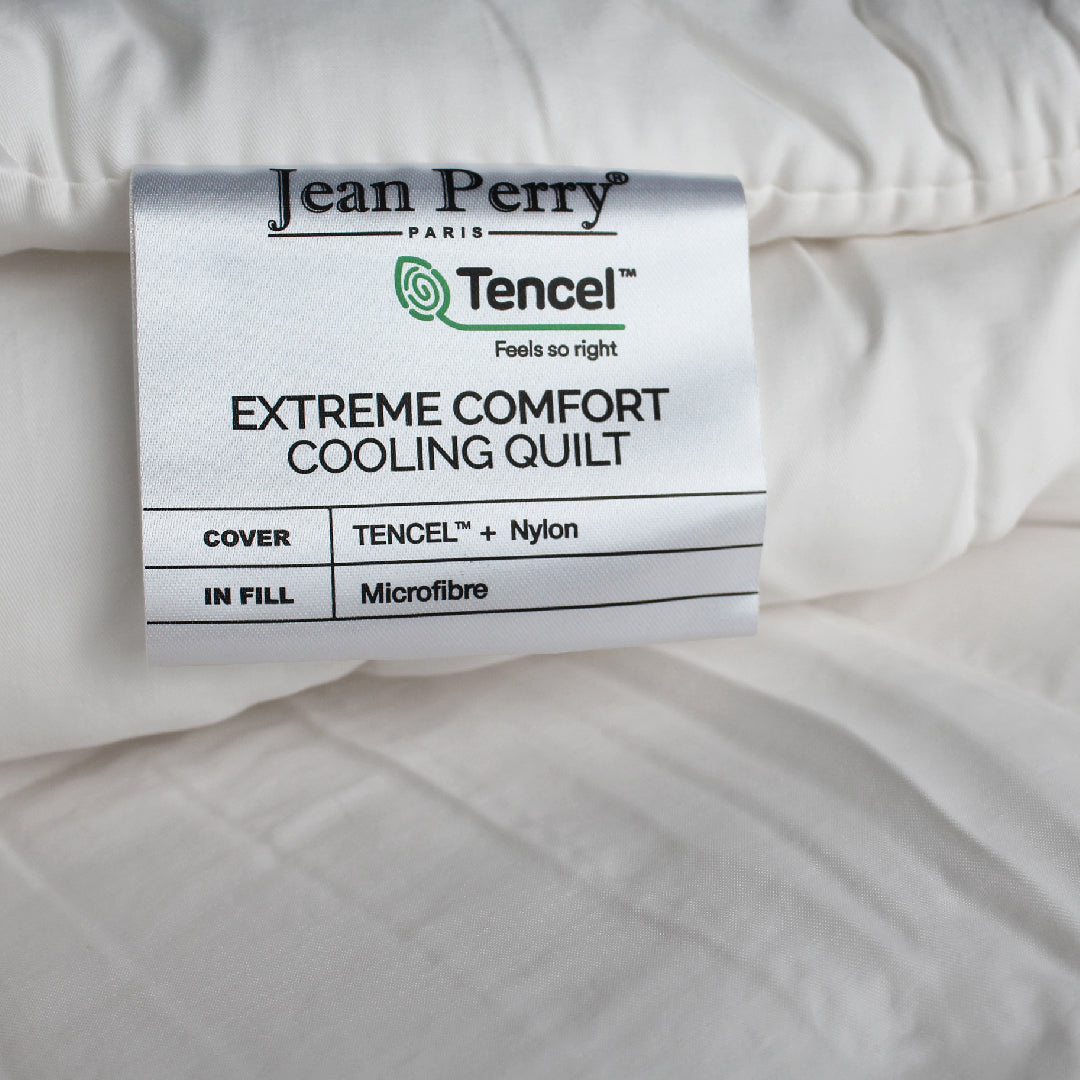 Jean Perry®
PARIS
Tencel™
Feels so right
EXTREME COMFORT
COOLING QUILT
COVER TENCEL™ + Nylon
IN FILL Microfibre